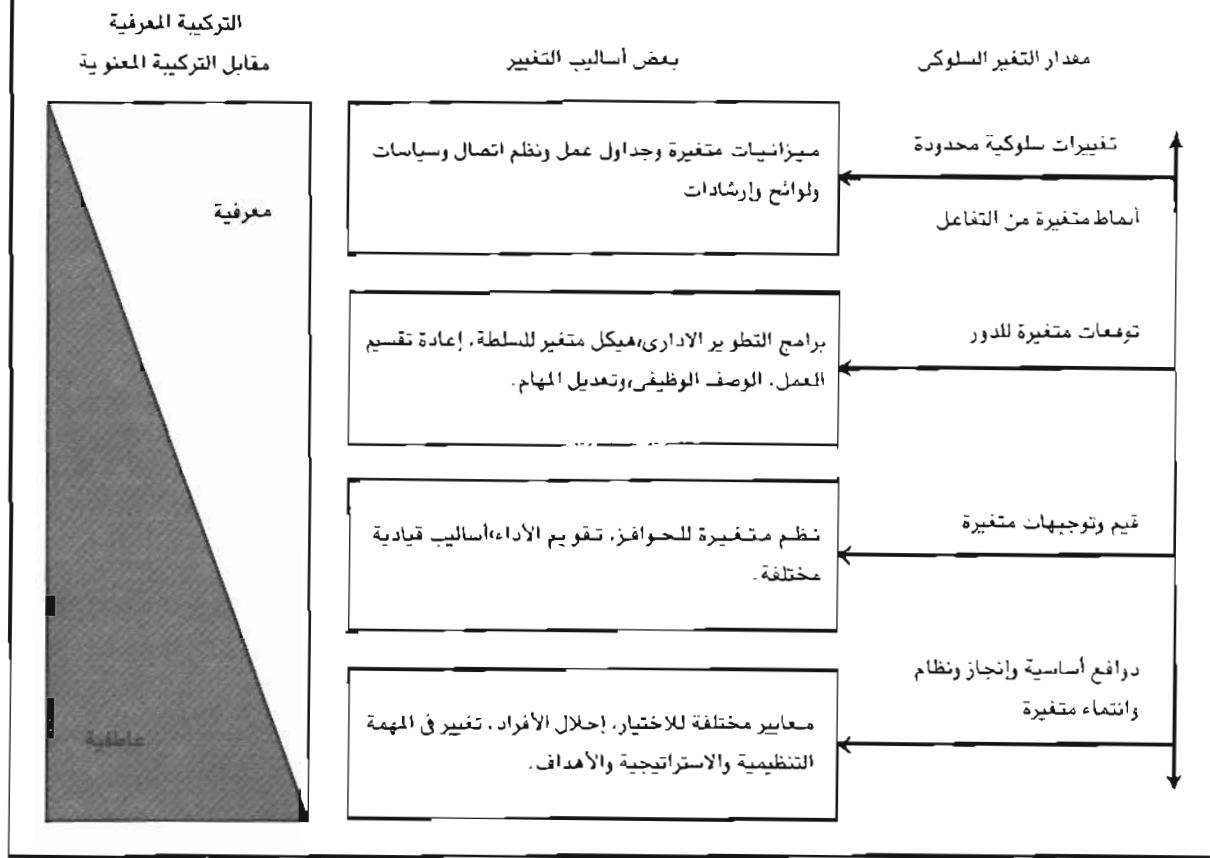 التركيبة المعرفية
مقابل التركيبة المعنوية
بعض أساليب التغيير
مقدار التغير السلوكى
تغييرات سلوكية محدودة
أنماط متغيرة من التفاعل
ميزانيات متغيرة وجداول عمل ونظم اتصال وسياسات
ولوائح وإرشادات
معرفية
توقعات متغيرة للدور
برامج التطوير الادارى،هيكل متغير للسلطة. إعادة تقسيم
العمل. الوصف الوظيفى،وتعديل المهام.
قيم وتوجيهات متغيرة
نظم متغيرة للحوافز. تقويم الأداء،أساليب قيادية
مختلفة.
دوافع أساسية وإنجاز ونظام
وانتماء متغيرة
معايير مختلفة للاختيار. إحلال الأفراد. تغيير فى المهمة
التنظيمية والاستراتيجية والأهداف.
عاطفية